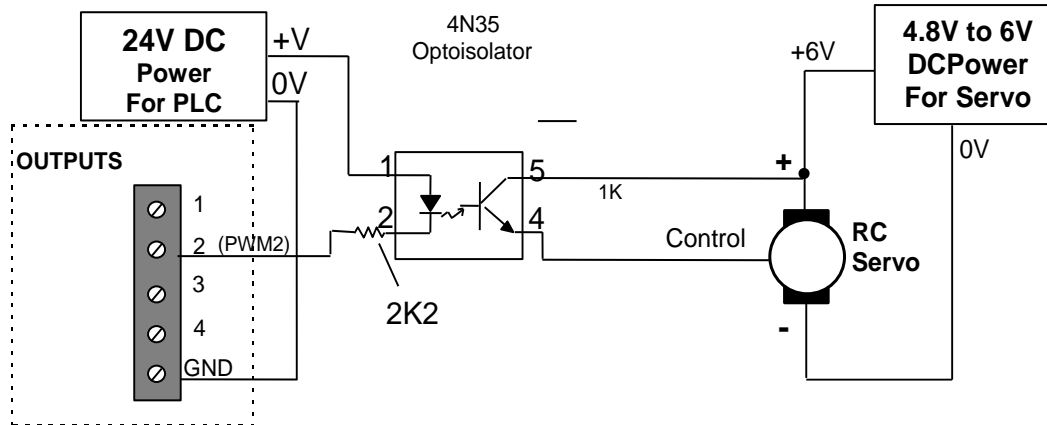 4N35
Optoisolator
24V DC
Power
For PLC
+V
0V
+6V
4.8V to 6V
DCPower
For Servo
0V
OUTPUTS
1
2 (PWM2)
3
4
GND
1
2
5
4
2K2
1K
Control
+
RC
Servo
-